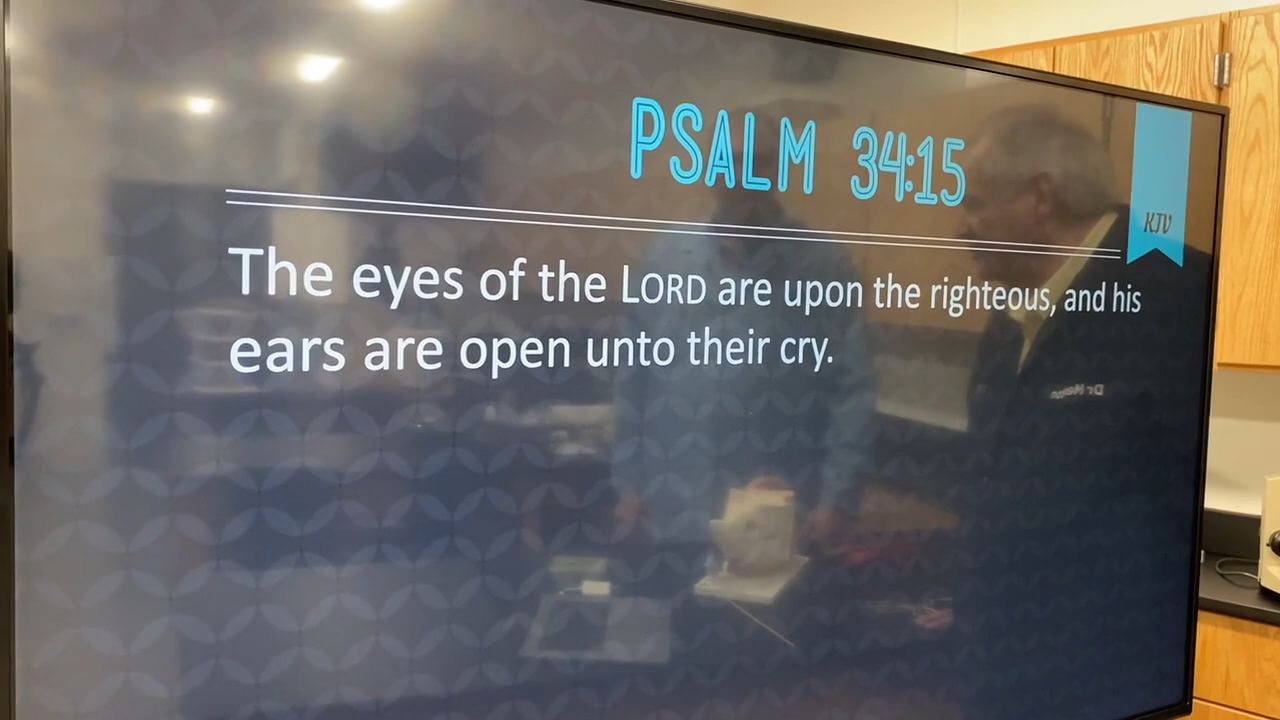 PSALM 34:15
KJV
The eyes of the LORD are upon the righteous, and his
ears are open unto their cry.